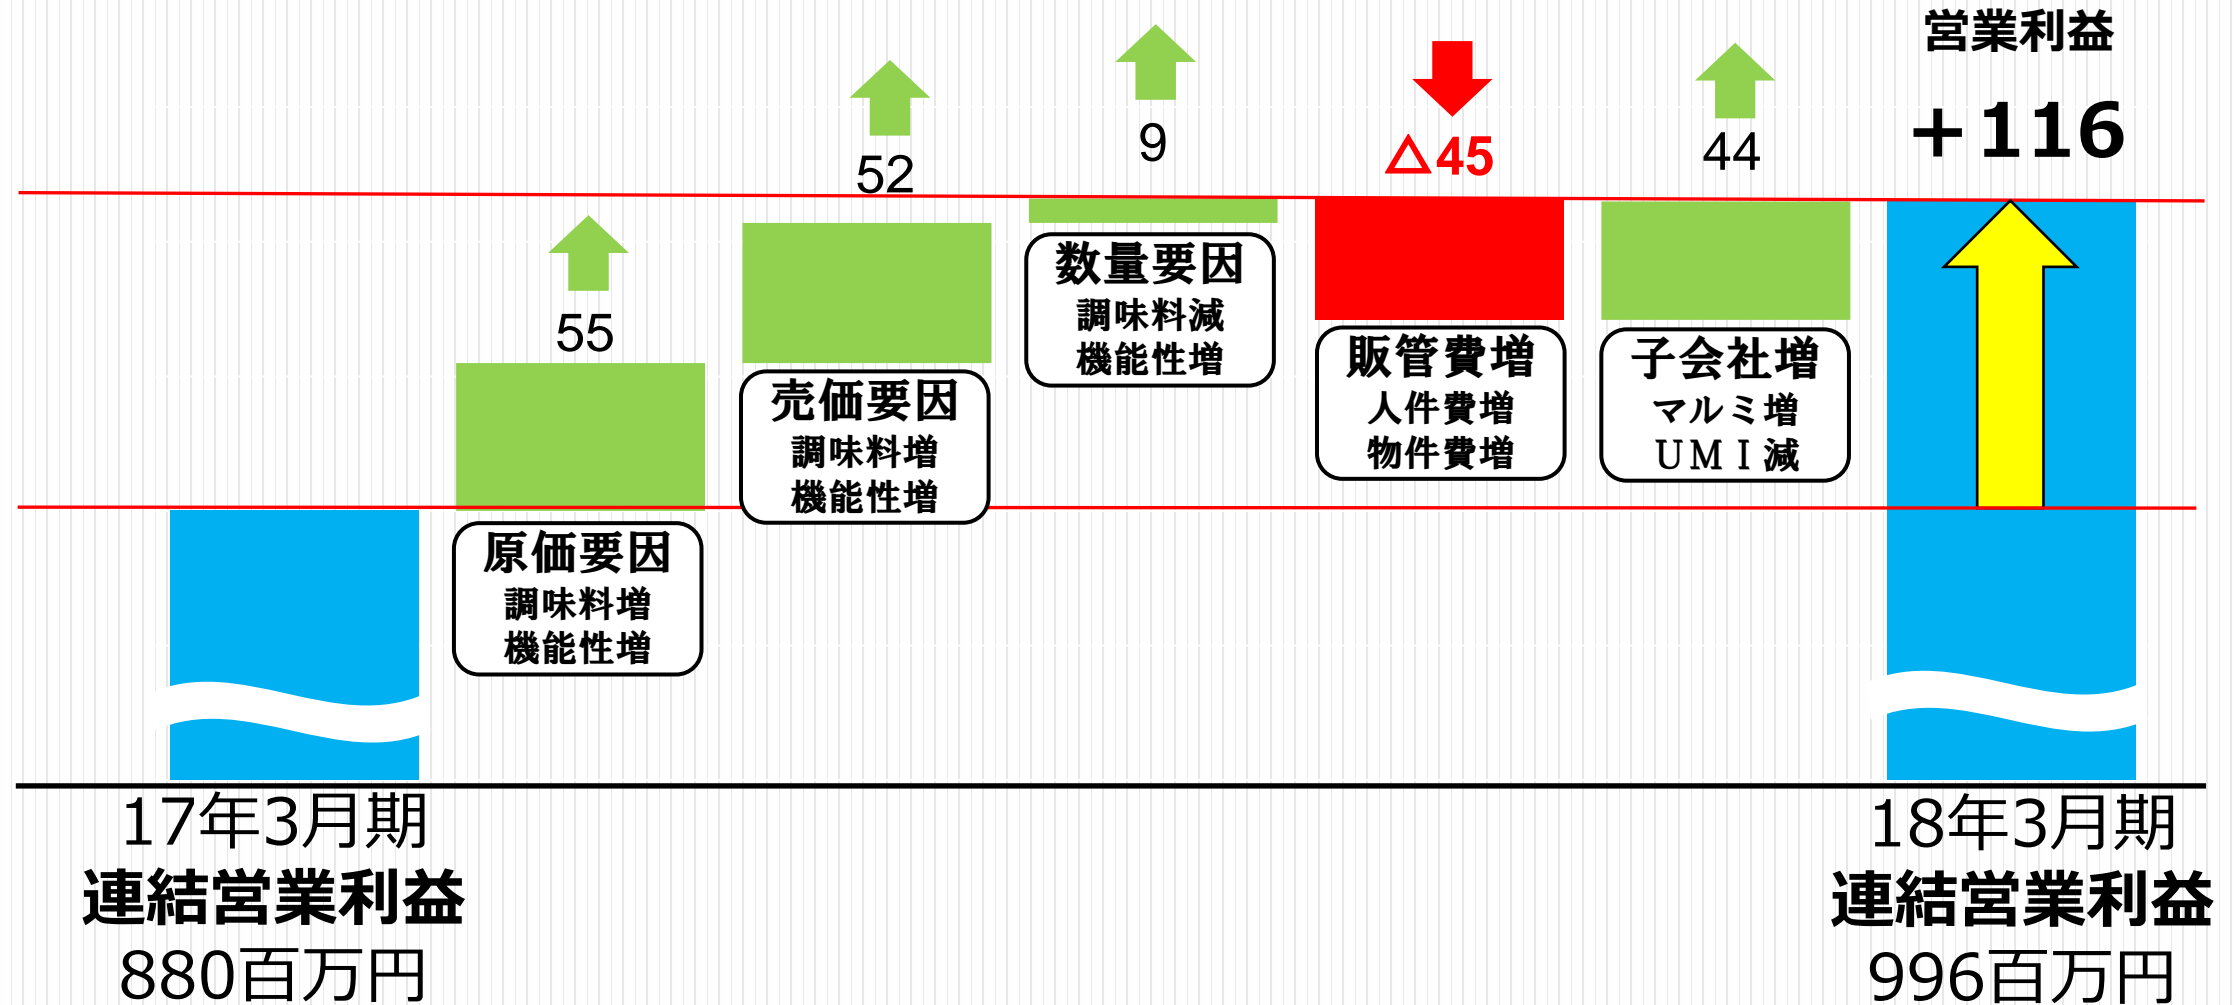 営業利益
+116
55
52
9
△45
44
原価要因
調味料増
機能性増
売価要因
調味料増
機能性増
数量要因
調味料減
機能性増
販管費増
人件費増
物件費増
子会社増
マルミ増
ＵＭＩ減
17年3月期
連結営業利益
880百万円
18年3月期
連結営業利益
996百万円